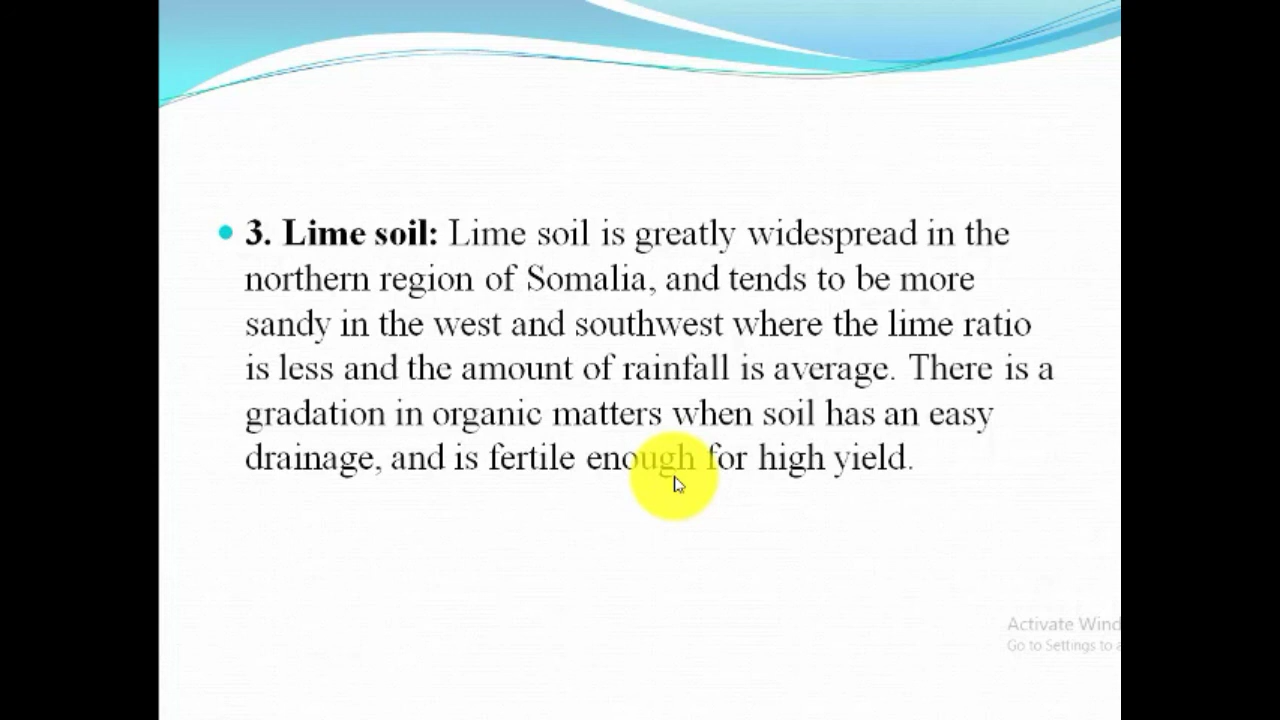 3. Lime soil: Lime soil is greatly widespread in the
northern region of Somalia, and tends to be more
sandy in the west and southwest where the lime ratio
is less and the amount of rainfall is average. There is a
gradation in organic matters when soil has an easy
drainage, and is fertile enough for high yield.
Activate Wind
Go to Settings to a